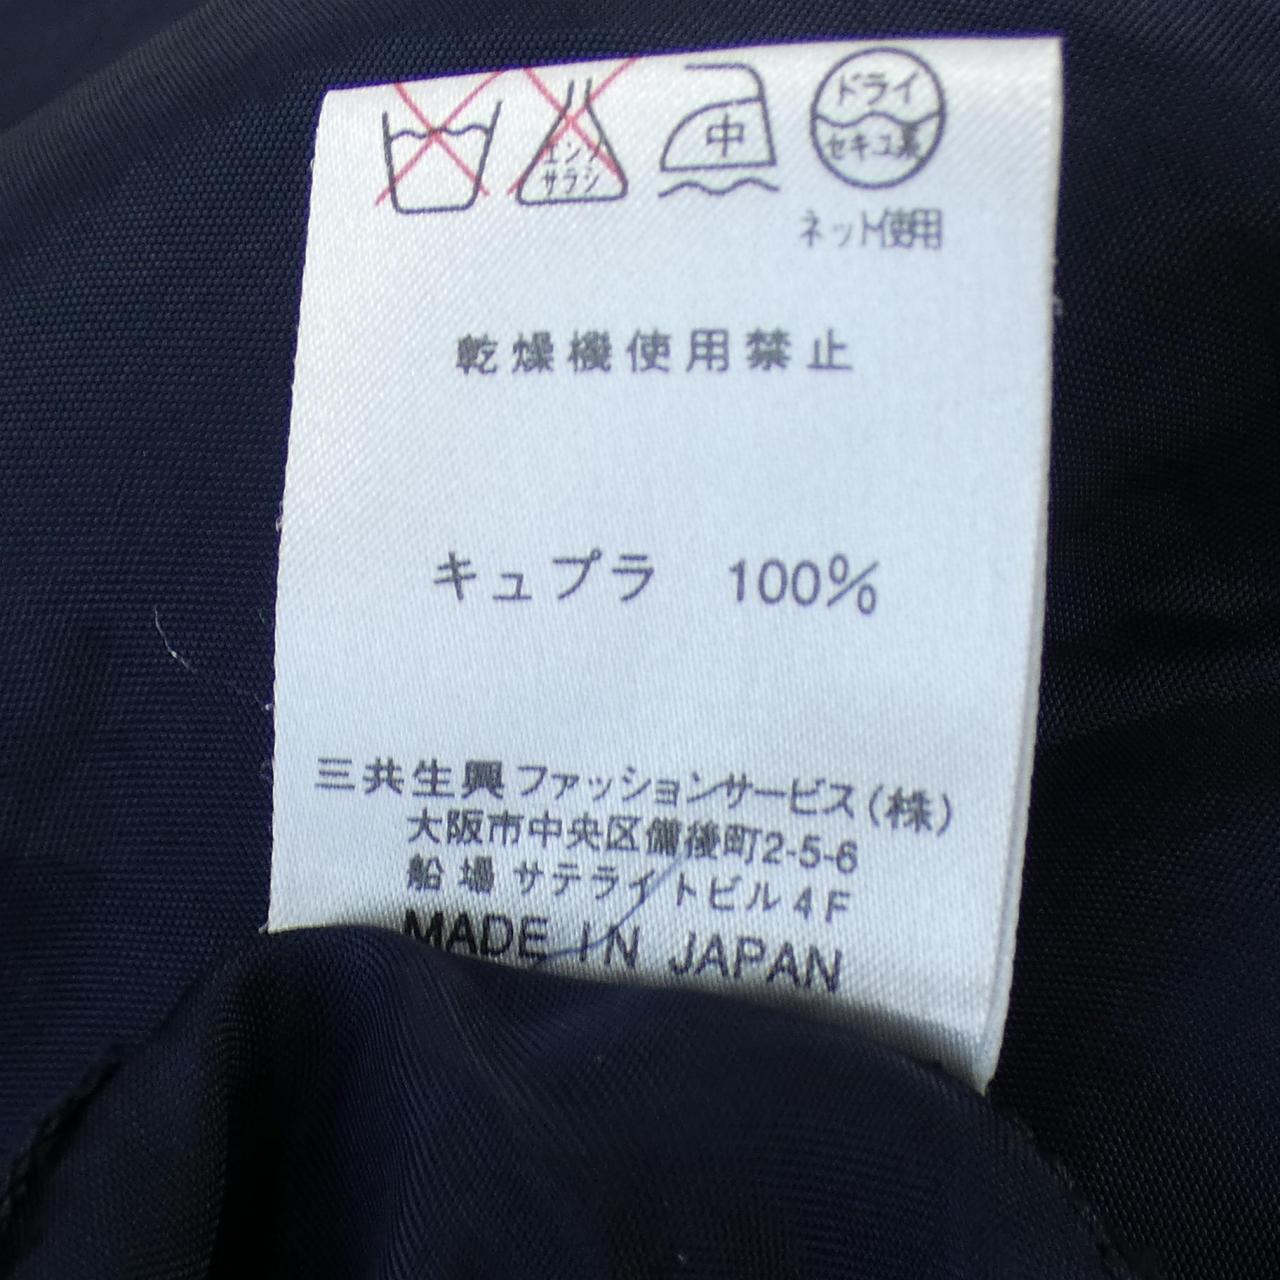 エンソ
サラシ
中
ドライ
セキユ系
ネット使用
乾燥機使用禁止
キュプラ 100%
三共生興ファッションサービス(株)
大阪市中央区備後町2-5-6
船場サテライトビル4F
MADE IN JAPAN